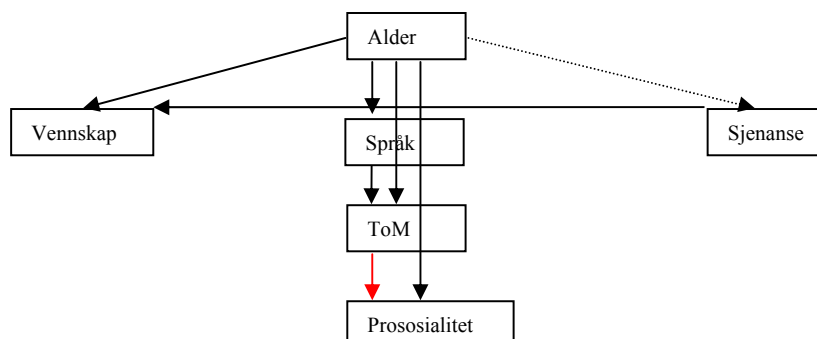 Alder
Vennskap
Sjenanse
Språk
ToM
Prososialitet